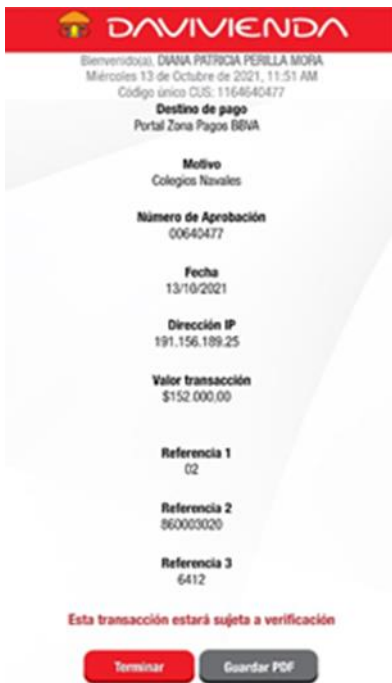 DAVIVIENDA
Bienvenido(a), DIANA PATRICIA PERILLA MORA
Miércoles 13 de Octubre de 2021, 11:51 AM
Código único CUS: 1164640477
Destino de pago
Portal Zona Pagos BBVA
Motivo
Colegios Navales
Número de Aprobación
00640477
Fecha
13/10/2021
Dirección IP
191.156.189.25
Valor transacción
$152.000,00
Referencia 1
02
Referencia 2
860003020
Referencia 3
6412
Esta transacción estará sujeta a verificación
Terminar
Guardar PDF